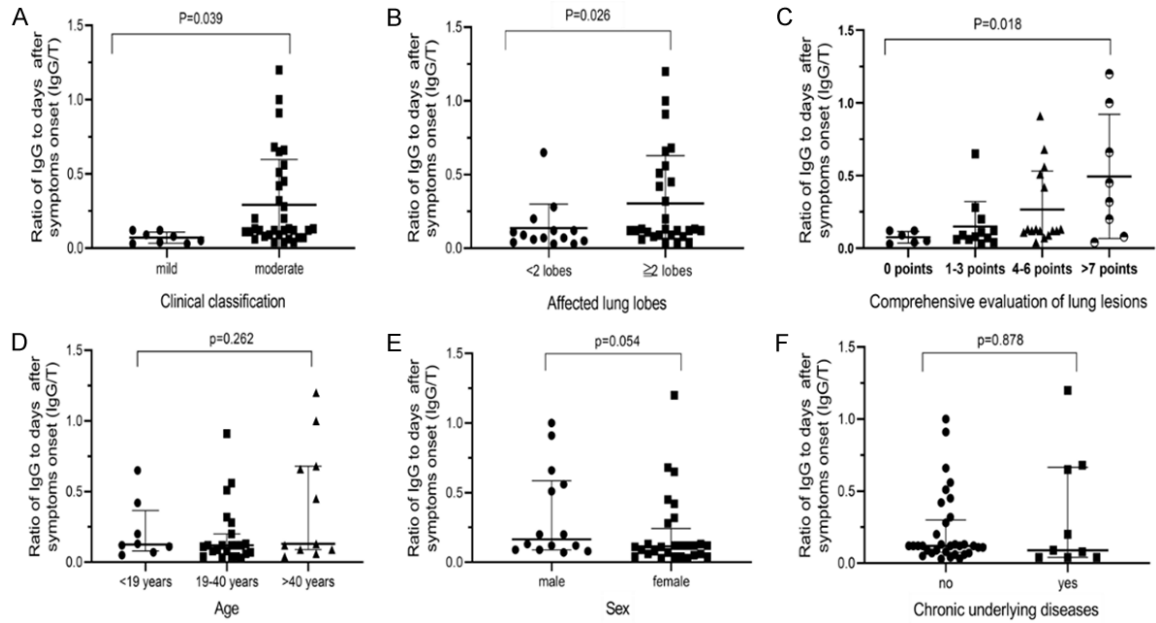 A
P=0.039
Ratio of IgG to days after
symptoms onset (IgG/T)
1.5
1.0
0.5
0.0
mild moderate
Clinical classification
B
P=0.026
Ratio of IgG to days after
symptoms onset (IgG/T)
1.5
1.0
0.5
0.0
<2 lobes ≧2 lobes
Affected lung lobes
C
P=0.018
Ratio of IgG to days after
symptoms onset (IgG/T)
1.5
1.0
0.5
0.0
0 points 1-3 points 4-6 points >7 points
Comprehensive evaluation of lung lesions
D
p=0.262
Ratio of IgG to days after
symptoms onset (IgG/T)
1.5
1.0
0.5
0.0
<19 years 19-40 years >40 years
Age
E
p=0.054
Ratio of IgG to days after
symptoms onset (IgG/T)
1.5
1.0
0.5
0.0
male female
Sex
F
p=0.878
Ratio of IgG to days after
symptoms onset (IgG/T)
1.5
1.0
0.5
0.0
no yes
Chronic underlying diseases